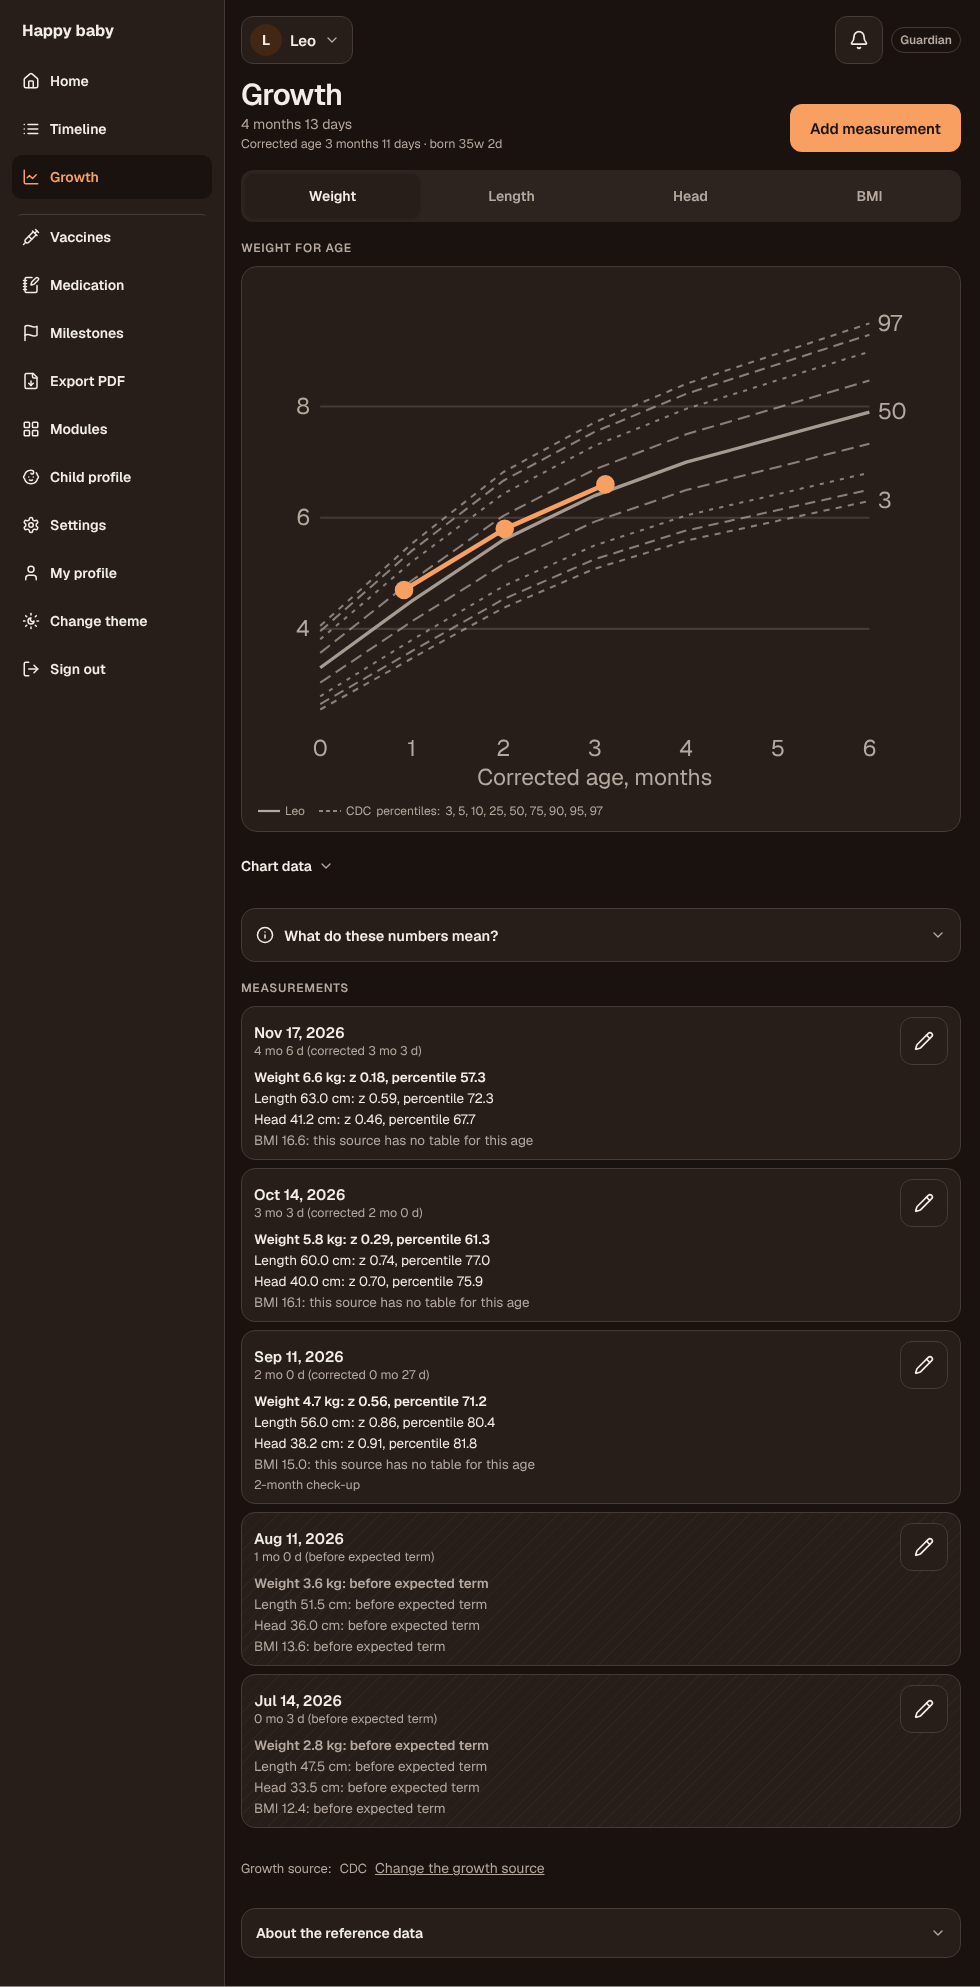 Happy baby
Home
Timeline
Growth
Vaccines
Medication
Milestones
Export PDF
Modules
Child profile
Settings
My profile
Change theme
Sign out
L Leo
Guardian
Growth
4 months 13 days
Corrected age 3 months 11 days · born 35w 2d
Add measurement
Weight Length Head BMI
WEIGHT FOR AGE
97
8
50
6
3
4
0 1 2 3 4 5 6
Corrected age, months
Leo CDC percentiles: 3, 5, 10, 25, 50, 75, 90, 95, 97
Chart data
What do these numbers mean?
MEASUREMENTS
Nov 17, 2026
4 mo 6 d (corrected 3 mo 3 d)
Weight 6.6 kg: z 0.18, percentile 57.3
Length 63.0 cm: z 0.59, percentile 72.3
Head 41.2 cm: z 0.46, percentile 67.7
BMI 16.6: this source has no table for this age
Oct 14, 2026
3 mo 3 d (corrected 2 mo 0 d)
Weight 5.8 kg: z 0.29, percentile 61.3
Length 60.0 cm: z 0.74, percentile 77.0
Head 40.0 cm: z 0.70, percentile 75.9
BMI 16.1: this source has no table for this age
Sep 11, 2026
2 mo 0 d (corrected 0 mo 27 d)
Weight 4.7 kg: z 0.56, percentile 71.2
Length 56.0 cm: z 0.86, percentile 80.4
Head 38.2 cm: z 0.91, percentile 81.8
BMI 15.0: this source has no table for this age
2-month check-up
Aug 11, 2026
1 mo 0 d (before expected term)
Weight 3.6 kg: before expected term
Length 51.5 cm: before expected term
Head 36.0 cm: before expected term
BMI 13.6: before expected term
Jul 14, 2026
0 mo 3 d (before expected term)
Weight 2.8 kg: before expected term
Length 47.5 cm: before expected term
Head 33.5 cm: before expected term
BMI 12.4: before expected term
Growth source: CDC Change the growth source
About the reference data